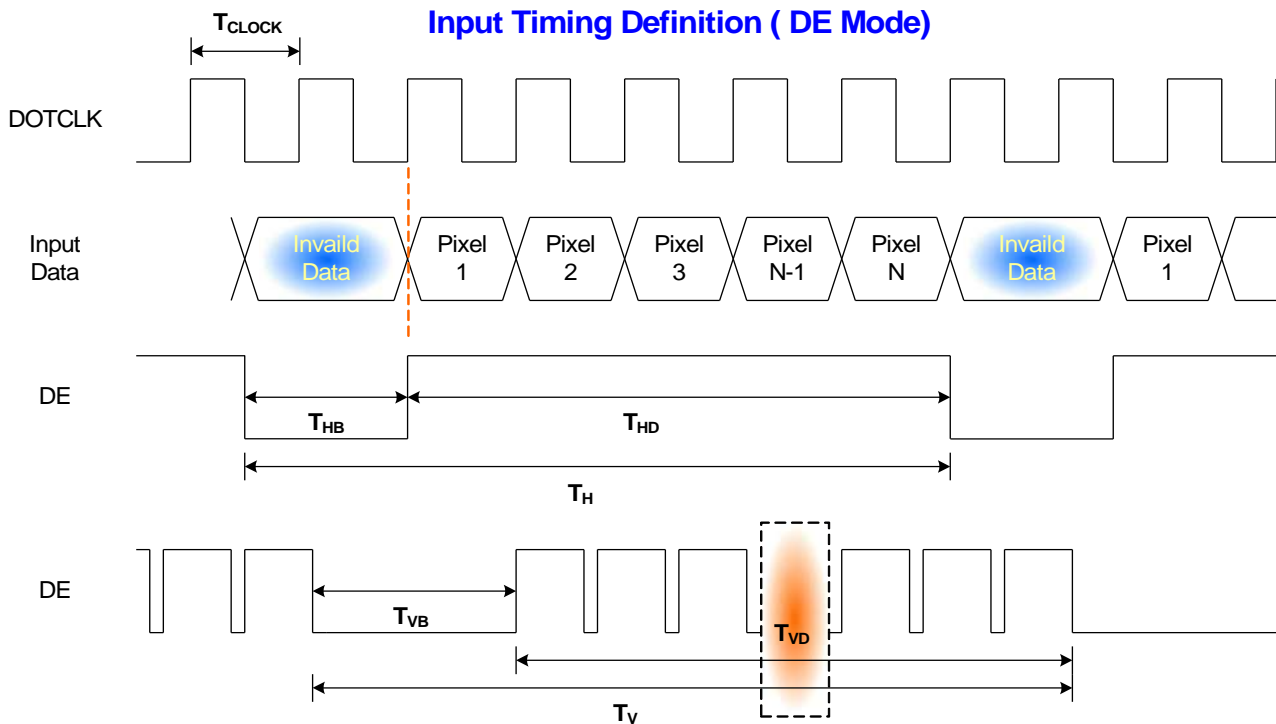 Input Timing Definition ( DE Mode)
TCLOCK
DOTCLK
Input
Data
Invaild
Data
Pixel
1
Pixel
2
Pixel
3
Pixel
N-1
Pixel
N
Invaild
Data
Pixel
1
DE
THB
THD
TH
DE
TVB
TVD
TV